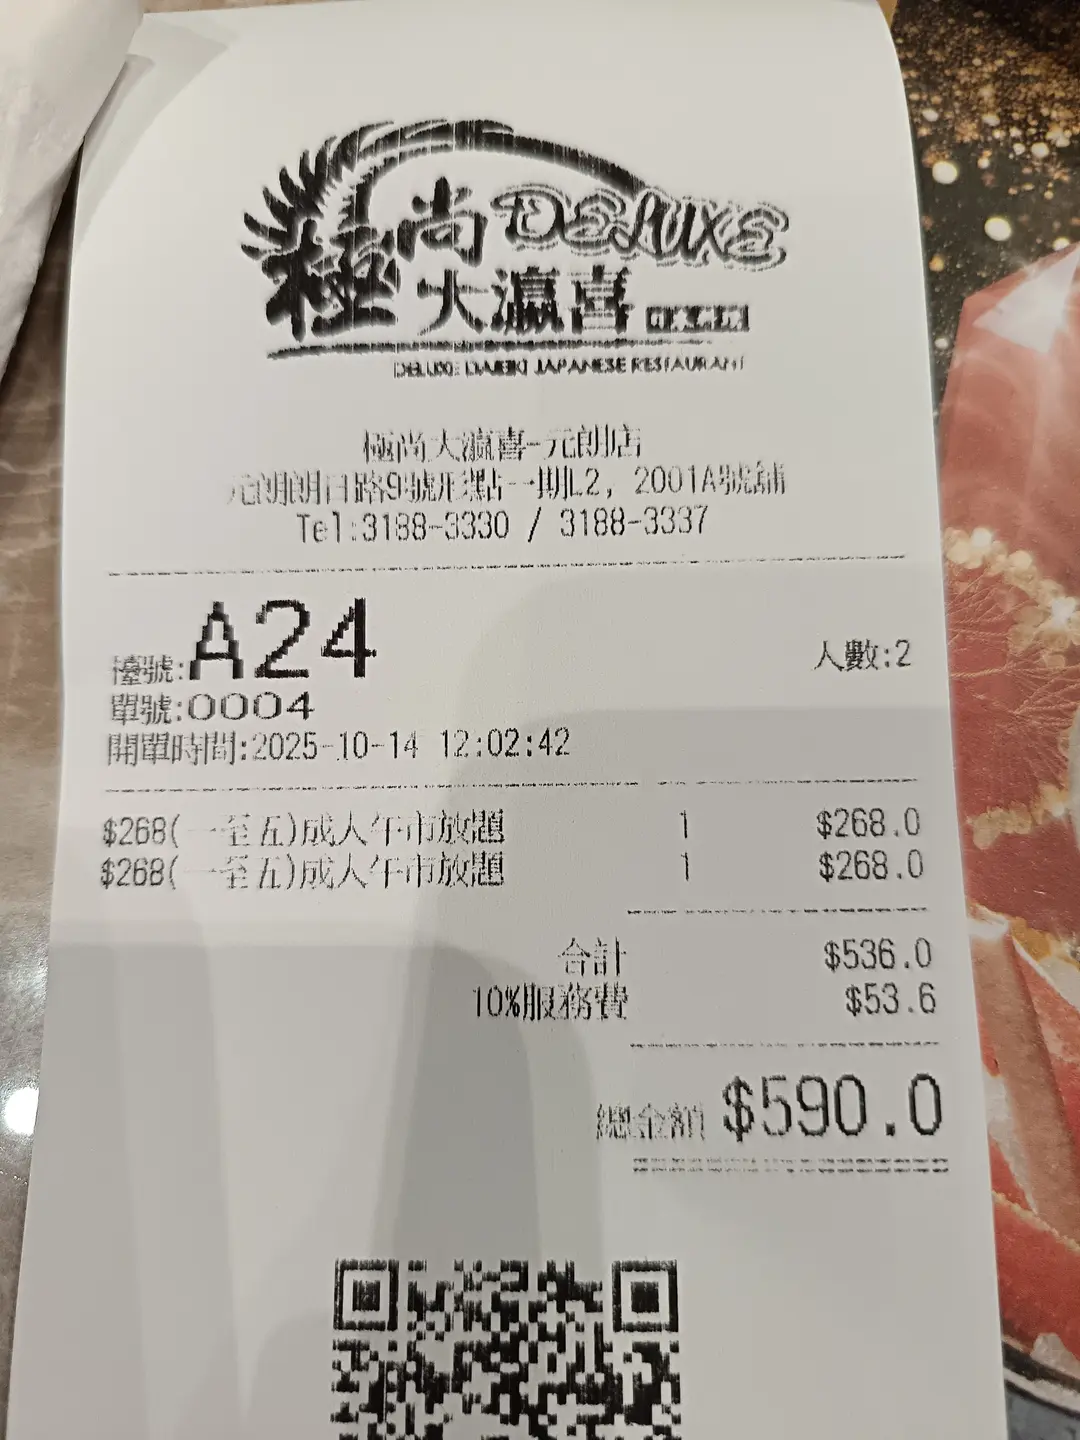 極尚 DELUXE
大瀛喜
DELUXE DAIEIKI JAPANESE RESTAURANT
極尚大瀛喜-元朗店
元朗朗日路9號形點一期L2, 2001A號舖
Tel:3188-3330 / 3188-3337
檯號:A24 人數:2
單號:0004
開單時間:2025-10-14 12:02:42
$268(一至五)成人午市放題 1 $268.0
$268(一至五)成人午市放題 1 $268.0
合計 $536.0
10%服務費 $53.6
總金額 $590.0